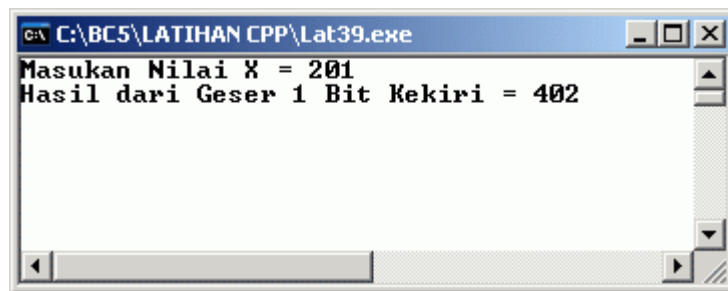 C:\BC5\LATIHAN CPP\Lat39.exe
Masukan Nilai X = 201
Hasil dari Geser 1 Bit Kekiri = 402